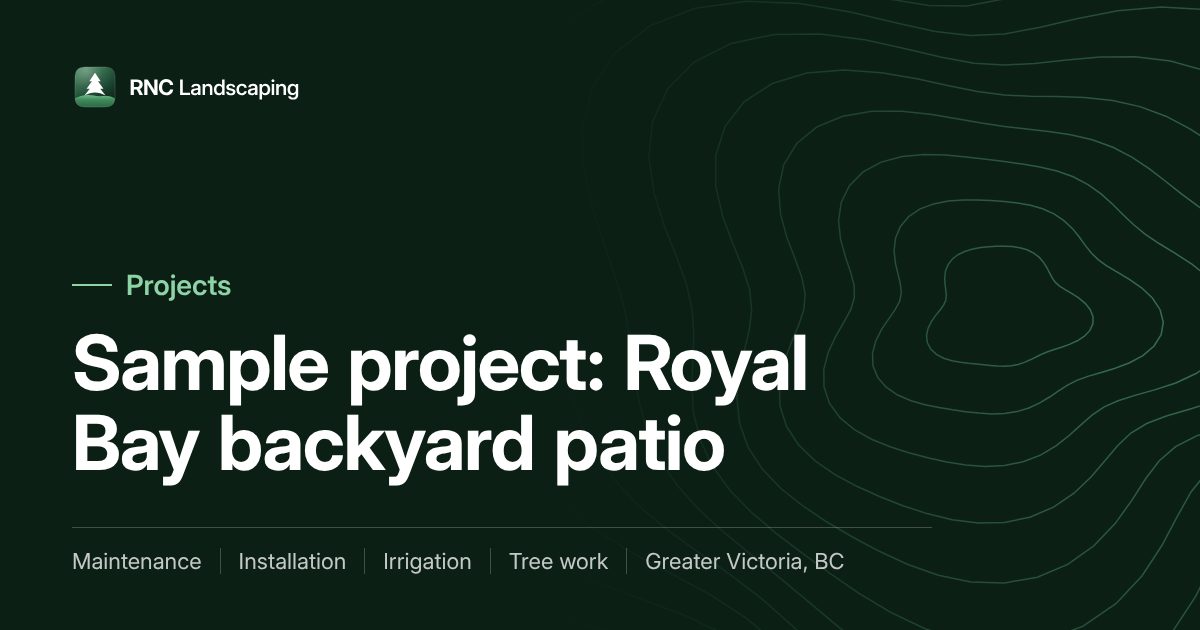 RNC Landscaping
Projects
Sample project: Royal
Bay backyard patio
Maintenance
Installation
Irrigation
Tree work
Greater Victoria, BC